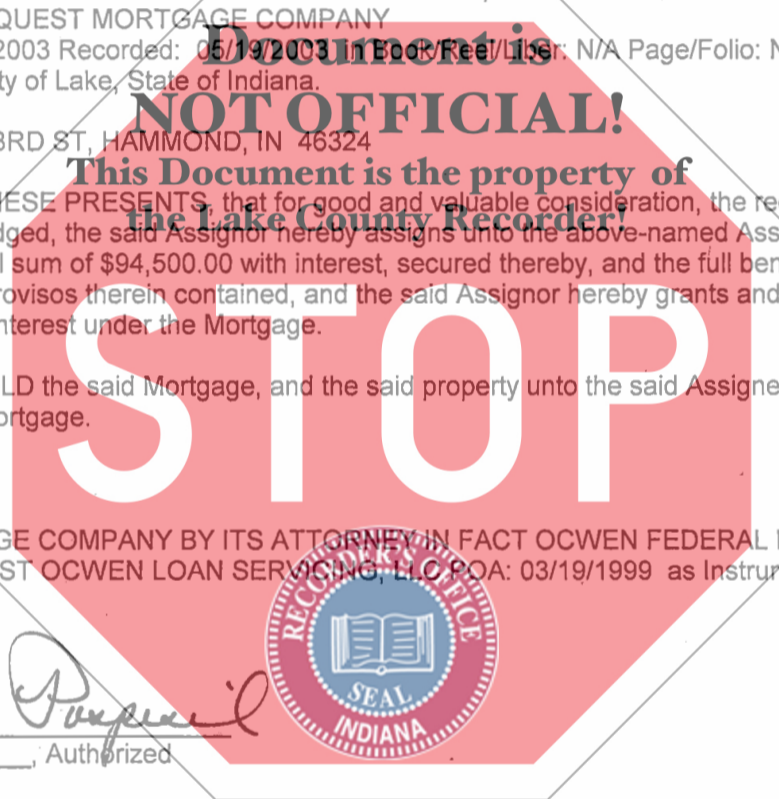 QUEST MORTGAGE COMPANY
Document is
2003 Recorded: 05/19/2003 in Book/Reel/Liber: N/A Page/Folio: N
ty of Lake, State of Indiana.
NOT OFFICIAL!
3RD ST, HAMMOND, IN 46324
This Document is the property of
HESE PRESENTS, that for good and valuable consideration, the re
the Lake County Recorder!
dged, the said Assignor hereby assigns unto the above-named Ass
l sum of $94,500.00 with interest, secured thereby, and the full ben
rovisos therein contained, and the said Assignor hereby grants and
nterest under the Mortgage.
STOP
LD the said Mortgage, and the said property unto the said Assigne
ortgage.
GE COMPANY BY ITS ATTORNEY IN FACT OCWEN FEDERAL
ST OCWEN LOAN SERVICING, LLC POA: 03/19/1999 as Instru
RECORDER'S OFFICE
SEAL
INDIANA
, Authorized